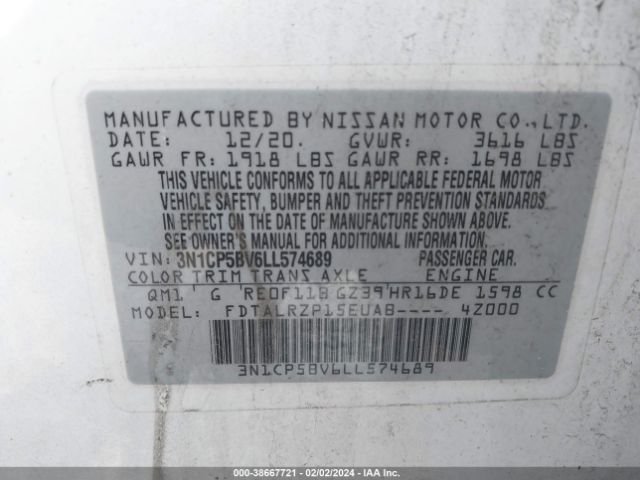 MANUFACTURED BY NISSAN MOTOR CO., LTD.
DATE: 12/20. GVWR: 3616 LBS
GAWR FR: 1918 LBS GAWR RR: 1698 LBS
THIS VEHICLE CONFORMS TO ALL APPLICABLE FEDERAL MOTOR
VEHICLE SAFETY, BUMPER AND THEFT PREVENTION STANDARDS
IN EFFECT ON THE DATE OF MANUFACTURE SHOWN ABOVE.
SEE OWNER'S MANUAL FOR ADDITIONAL INFORMATION.
VIN: 3N1CP5BV6LL574689 PASSENGER CAR.
COLOR TRIM TRANS AXLE ENGINE
QM1 G RE0F11B GZ39 HR16DE 1598 CC
MODEL: FDTALRZP15EUAB---- 4Z000
3N1CP5BV6LL574689
STOCK: 38667721 - 02/02/2024 - IAA Inc.